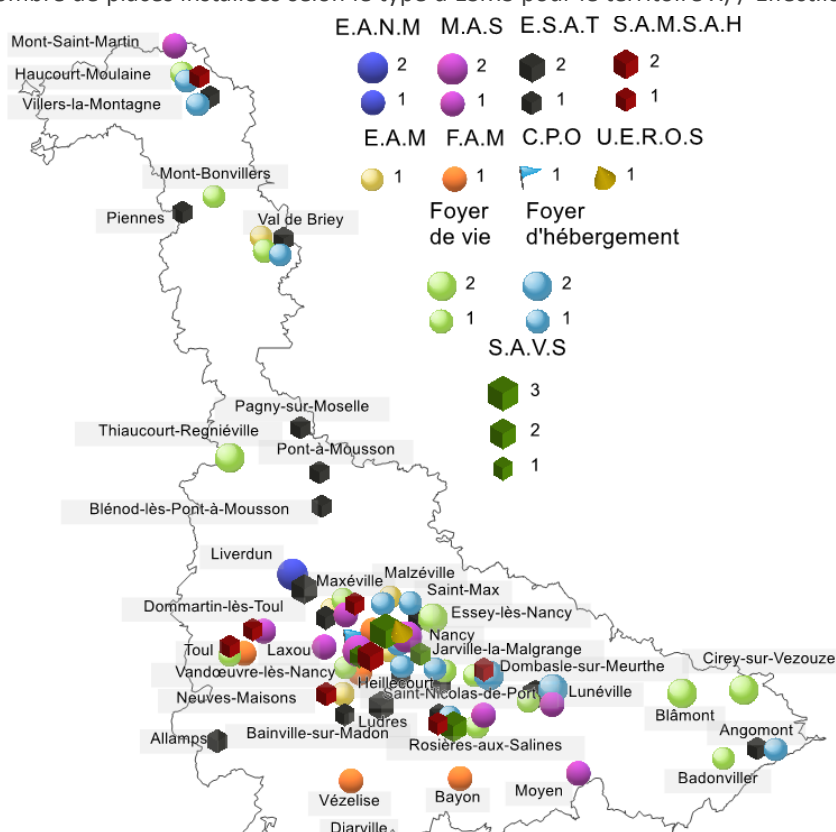 E.A.N.M M.A.S E.S.A.T S.A.M.S.A.H
2 2 2 2
1 1 1 1
E.A.M F.A.M C.P.O U.E.R.O.S
1 1 1 1
Foyer de vie
Foyer d'hébergement
2 2
1 1
S.A.V.S
3
2
1
Mont-Saint-Martin
Haucourt-Moulaine
Villers-la-Montagne
Mont-Bonvillers
Piennes
Val de Briey
Pagny-sur-Moselle
Thiaucourt-Regniéville
Pont-à-Mousson
Blénod-lès-Pont-à-Mousson
Liverdun
Malzéville
Maxéville
Saint-Max
Dommartin-lès-Toul
Essey-lès-Nancy
Nancy
Toul
Laxou
Jarville-la-Malgrange
Cirey-sur-Vezouze
Vandœuvre-lès-Nancy
Dombasle-sur-Meurthe
Heillecourt
Neuves-Maisons
Saint-Nicolas-de-Port
Lunéville
Blâmont
Ludres
Allamps
Bainville-sur-Madon
Angomont
Rosières-aux-Salines
Badonviller
Vézelise
Bayon
Moyen
Diarville